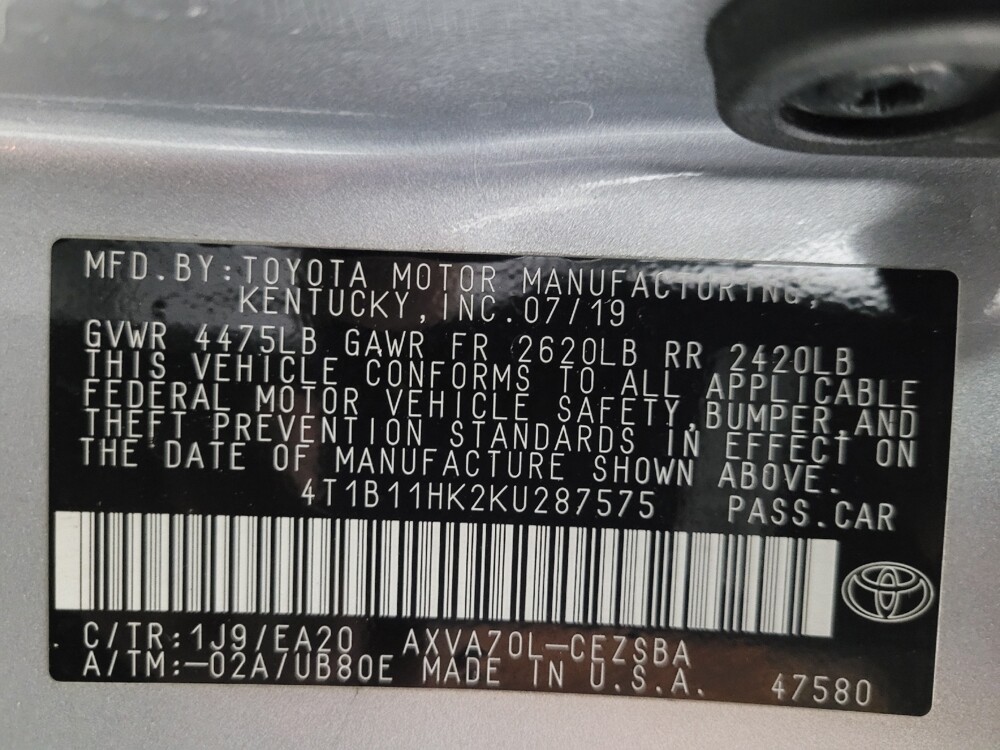 MFD.BY:TOYOTA MOTOR MANUFACTURING,
KENTUCKY,INC.07/19
GVWR 4475LB GAWR FR 2620LB RR 2420LB
THIS VEHICLE CONFORMS TO ALL APPLICABLE
FEDERAL MOTOR VEHICLE SAFETY,BUMPER,AND
THEFT PREVENTION STANDARDS IN EFFECT ON
THE DATE OF MANUFACTURE SHOWN ABOVE.
4T1B11HK2KU287575 PASS.CAR
C/TR:1J9/EA20 AXVA70L-CEZSBA
A/TM:-02A/UB80E MADE IN U.S.A. 47580